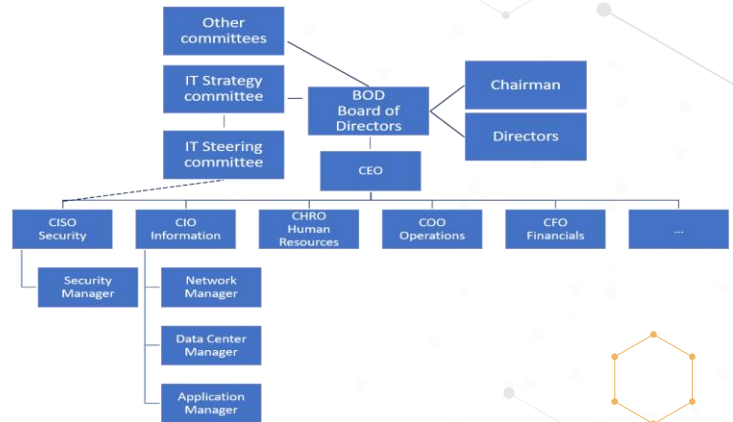 Other
committees
IT Strategy
committee
BOD
Board of
Directors
Chairman
Directors
IT Steering
committee
CEO
CISO
Security
CIO
Information
CHRO
Human
Resources
COO
Operations
CFO
Financials
...
Security
Manager
Network
Manager
Data Center
Manager
Application
Manager